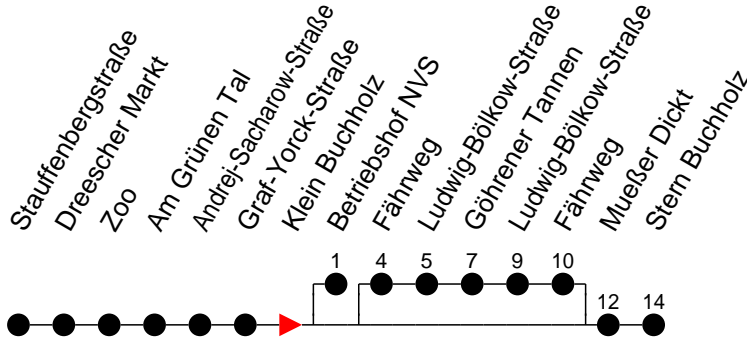 Stauffenbergstraße
Dreescher Markt
Zoo
Am Grünen Tal
Andrej-Sacharow-Straße
Graf-Yorck-Straße
Klein Buchholz
Betriebshof NVS
Fährweg
Ludwig-Bölkow-Straße
Göhrener Tannen
Ludwig-Bölkow-Straße
Fährweg
Mueßer Dickt
Stern Buchholz
1 4 5 7 9 10
12 14